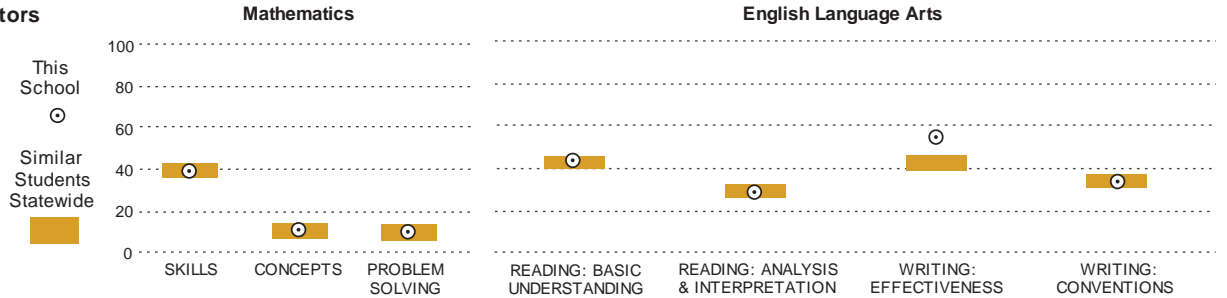 tors
Mathematics
English Language Arts
This
School
Similar
Students
Statewide
100
80
60
40
20
0
SKILLS
CONCEPTS
PROBLEM
SOLVING
READING: BASIC
UNDERSTANDING
READING: ANALYSIS
& INTERPRETATION
WRITING:
EFFECTIVENESS
WRITING:
CONVENTIONS